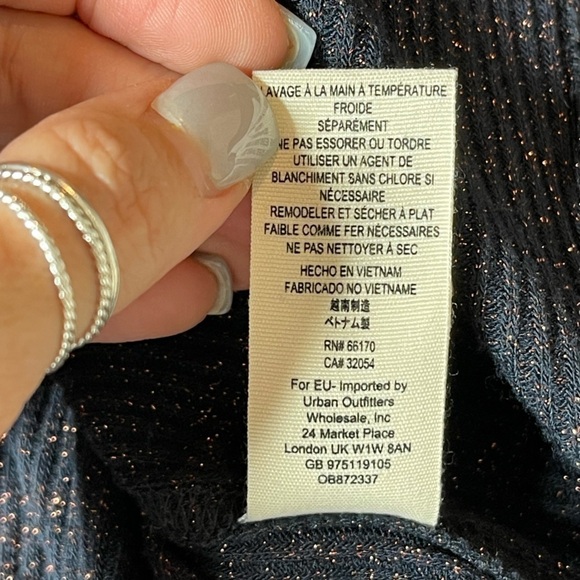 LAVAGE À LA MAIN À TEMPÉRATURE
FROIDE
SÉPARÉMENT
NE PAS ESSORER OU TORDRE
UTILISER UN AGENT DE
BLANCHIMENT SANS CHLORE SI
NÉCESSAIRE
REMODELER ET SÉCHER À PLAT
FAIBLE COMME FER NÉCESSAIRES
NE PAS NETTOYER À SEC
HECHO EN VIETNAM
FABRICADO NO VIETNAME
越南制造
ベトナム製
RN# 66170
CA# 32054
For EU- Imported by
Urban Outfitters
Wholesale, Inc
24 Market Place
London UK W1W 8AN
GB 975119105
OB872337